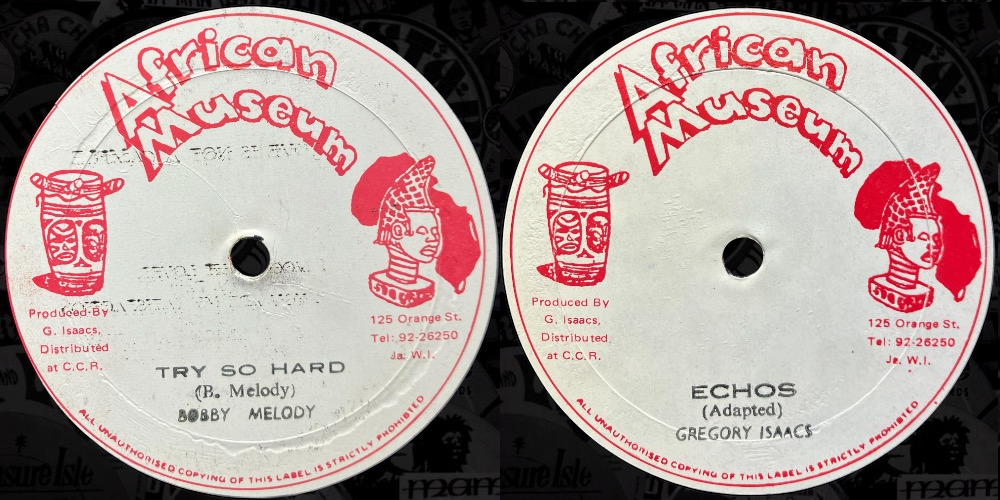 African
Museum
Produced By
G. Isaacs,
Distributed
at C.C.R.
125 Orange St.
Tel: 92-26250
Ja. W.I.
TRY SO HARD
(B. Melody)
BOBBY MELODY
ALL UNAUTHORISED COPYING OF THIS LABEL IS STRICTLY PROHIBITED
African
Museum
Produced By
G. Isaacs,
Distributed
at C.C.R.
125 Orange St.
Tel: 92-26250
Ja. W.I.
ECHOS
(Adapted)
GREGORY ISAACS
ALL UNAUTHORISED COPYING OF THIS LABEL IS STRICTLY PROHIBITED